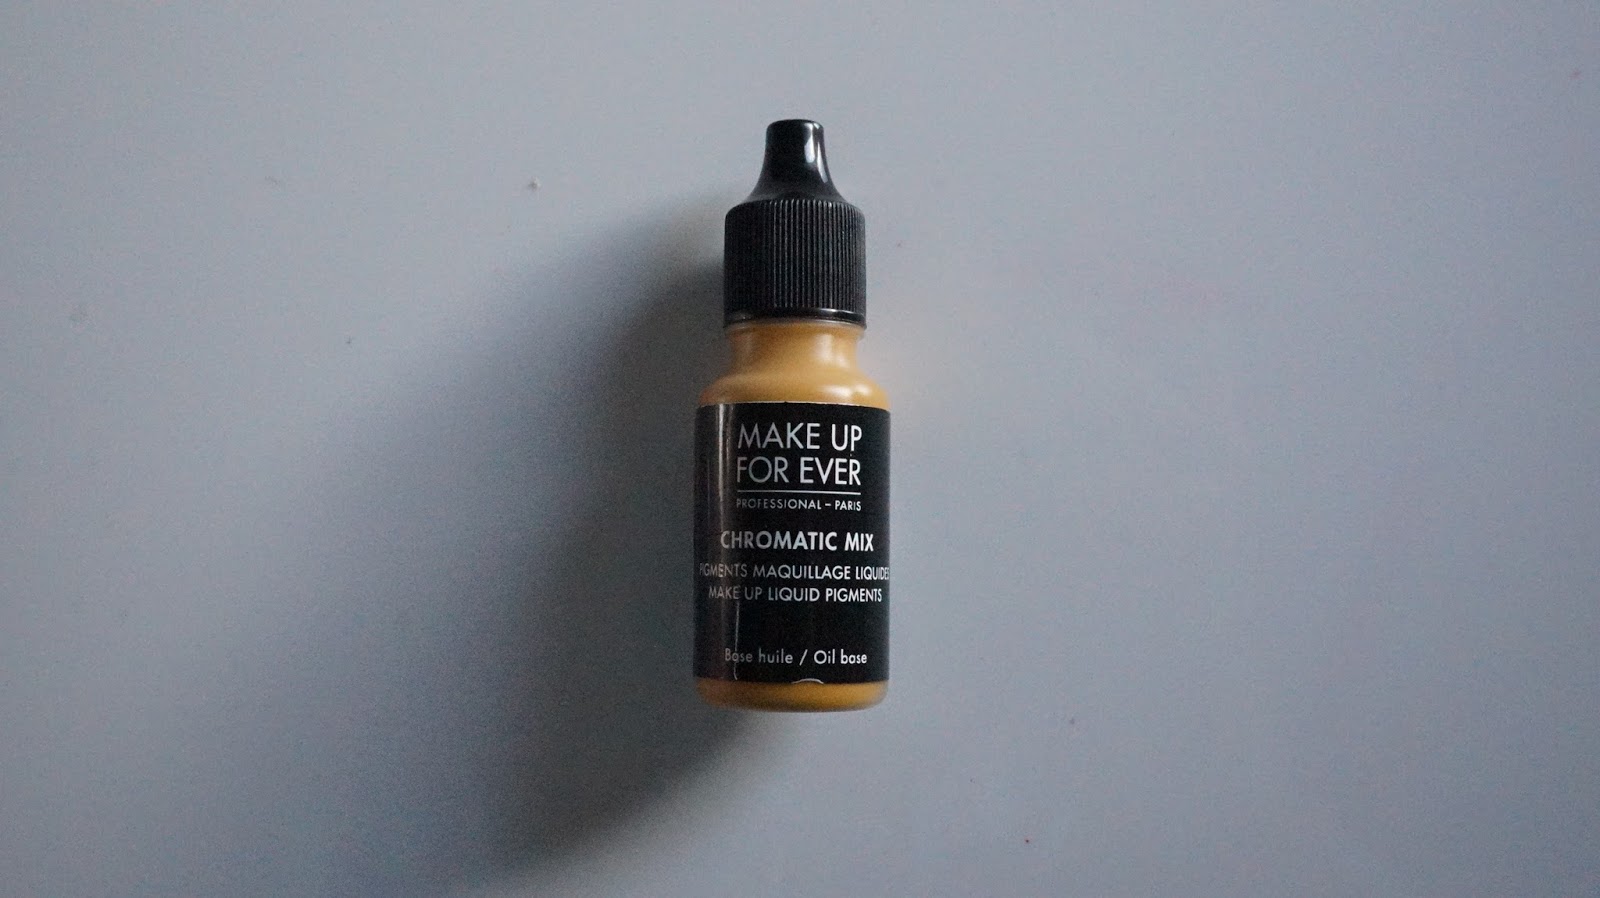 MAKE UP
FOR EVER
PROFESSIONAL – PARIS
CHROMATIC MIX
PIGMENTS MAQUILLAGE LIQUIDES
MAKE UP LIQUID PIGMENTS
Base huile / Oil base